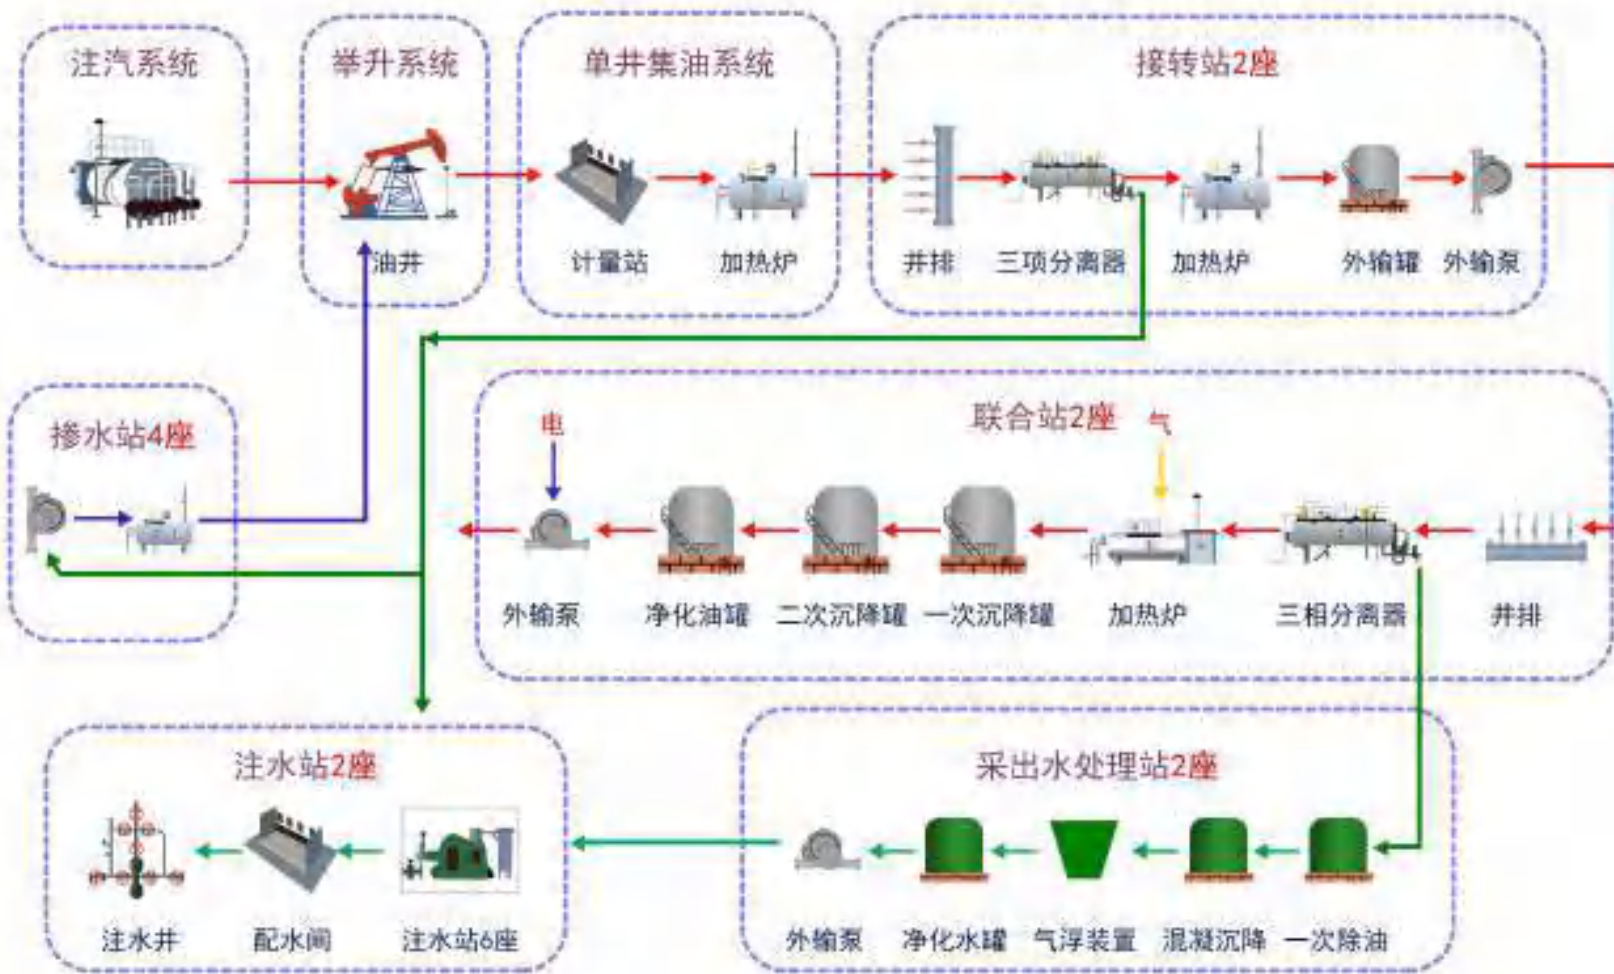 注汽系统
举升系统
单井集油系统
接转站2座
油井
计量站
加热炉
井排
三项分离器
加热炉
外输罐
外输泵
掺水站4座
联合站2座
电
气
外输泵
净化油罐
二次沉降罐
一次沉降罐
加热炉
三相分离器
井排
注水站2座
采出水处理站2座
注水井
配水间
注水站6座
外输泵
净化水罐
气浮装置
混凝沉降
一次除油